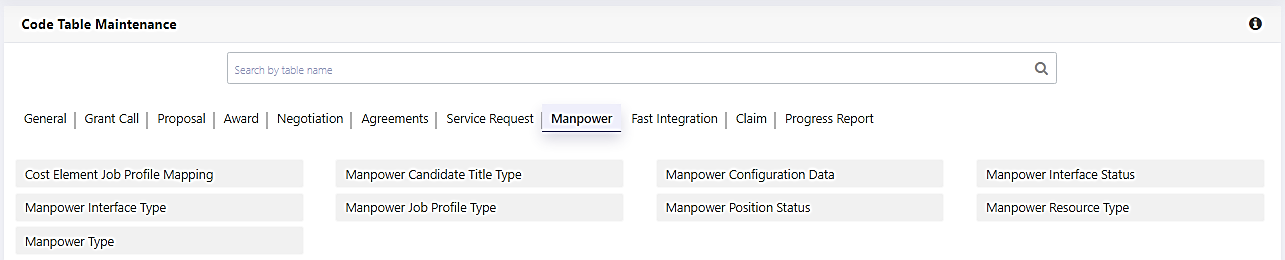 Code Table Maintenance
Search by table name
General | Grant Call | Proposal | Award | Negotiation | Agreements | Service Request | Manpower | Fast Integration | Claim | Progress Report
Cost Element Job Profile Mapping Manpower Candidate Title Type Manpower Configuration Data Manpower Interface Status
Manpower Interface Type Manpower Job Profile Type Manpower Position Status Manpower Resource Type
Manpower Type